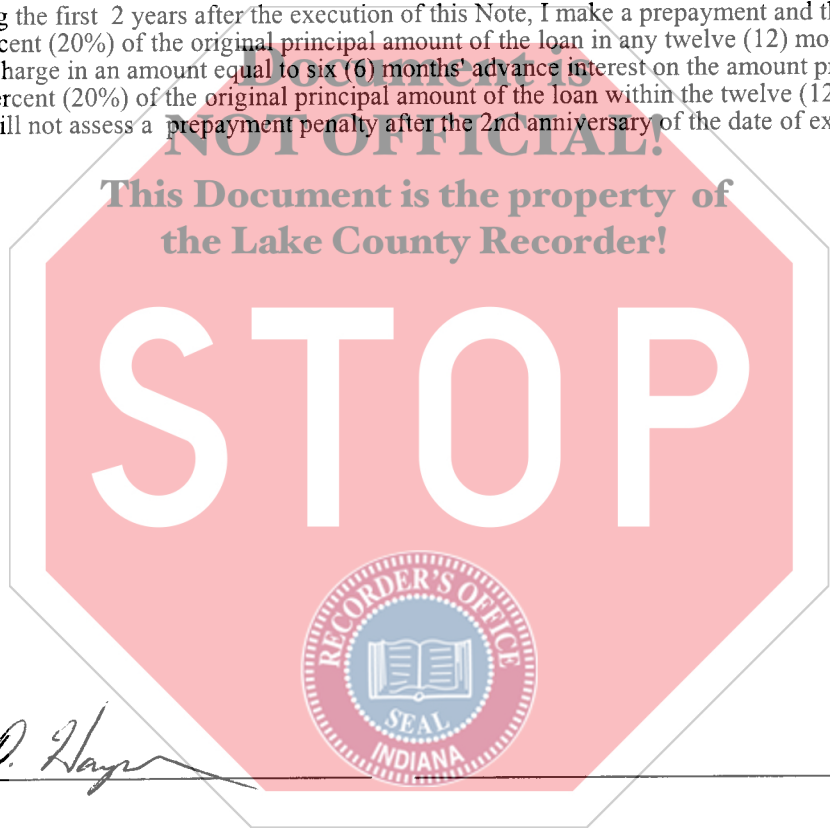 g the first 2 years after the execution of this Note, I make a prepayment and th
cent (20%) of the original principal amount of the loan in any twelve (12) mo
harge in an amount equal to six (6) months' advance interest on the amount pr
ercent (20%) of the original principal amount of the loan within the twelve (12
ill not assess a prepayment penalty after the 2nd anniversary of the date of ex
Document is
NOT OFFICIAL!
This Document is the property of
the Lake County Recorder!
STOP
RECORDER'S OFFICE
SEAL
INDIANA